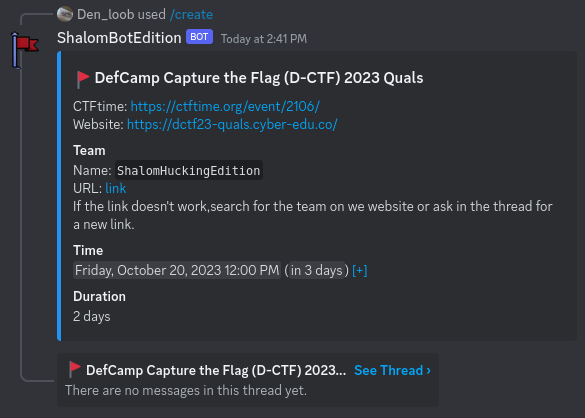 Den_loob used /create
ShalomBotEdition BOT Today at 2:41 PM
DefCamp Capture the Flag (D-CTF) 2023 Quals
CTFtime: https://ctftime.org/event/2106/
Website: https://dctf23-quals.cyber-edu.co/
Team
Name: ShalomHuckingEdition
URL: link
If the link doesn't work,search for the team on we website or ask in the thread for
a new link.
Time
Friday, October 20, 2023 12:00 PM (in 3 days) [+]
Duration
2 days
DefCamp Capture the Flag (D-CTF) 2023... See Thread ›
There are no messages in this thread yet.